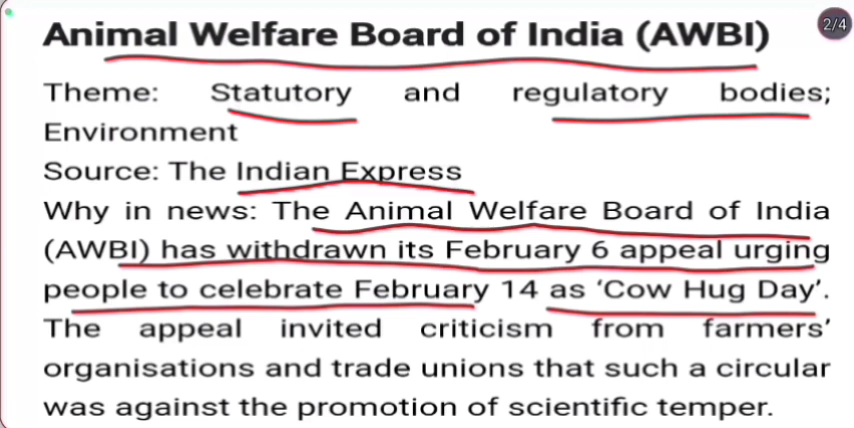 Animal Welfare Board of India (AWBI)
2/4
Theme: Statutory and regulatory bodies;
Environment
Source: The Indian Express
Why in news: The Animal Welfare Board of India
(AWBI) has withdrawn its February 6 appeal urging
people to celebrate February 14 as ‘Cow Hug Day’.
The appeal invited criticism from farmers’
organisations and trade unions that such a circular
was against the promotion of scientific temper.